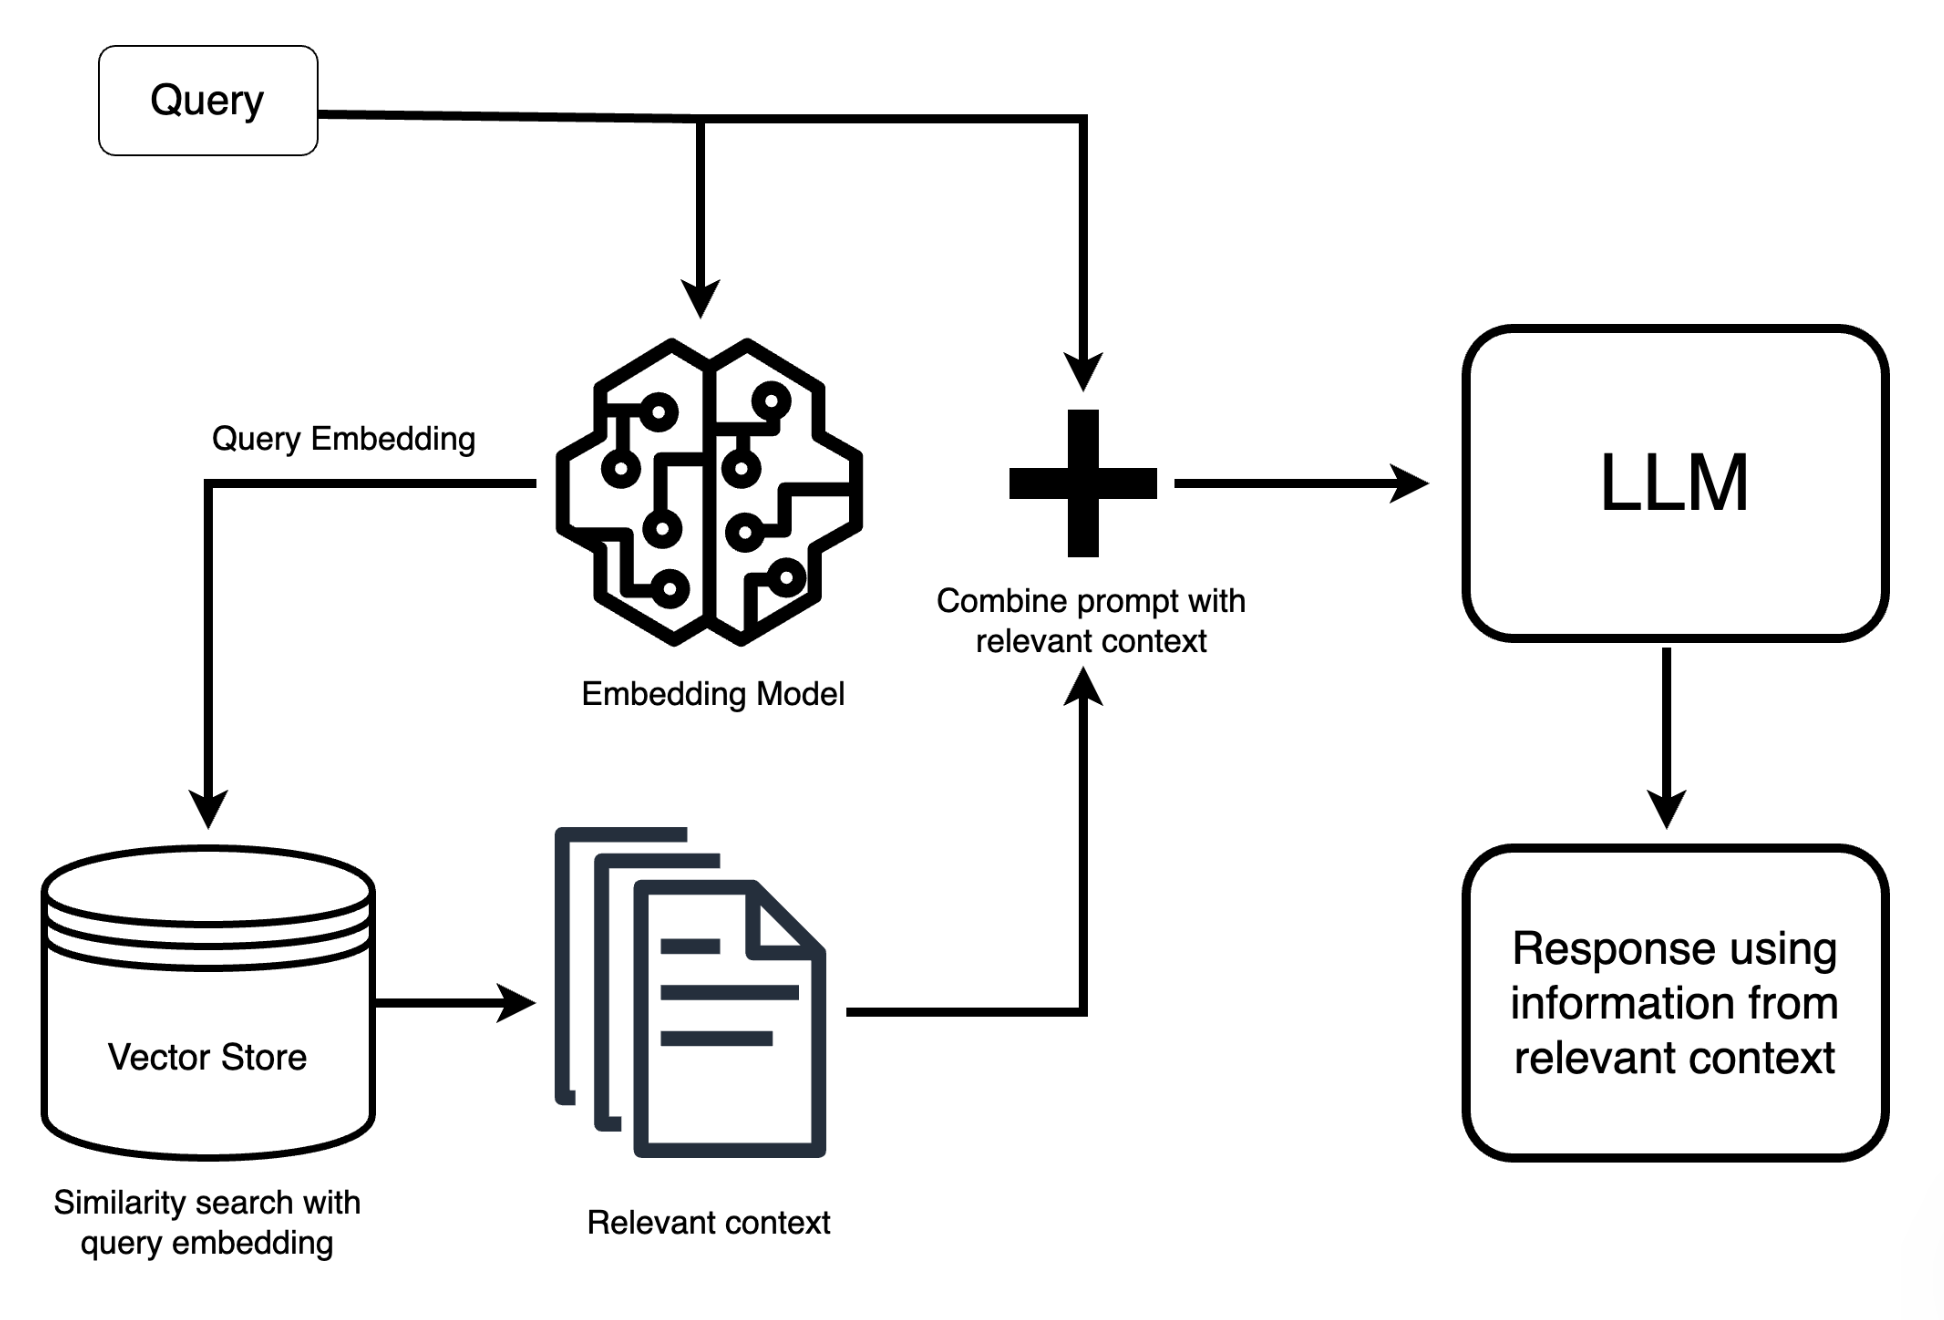 Query
Query Embedding
Embedding Model
Combine prompt with
relevant context
LLM
Vector Store
Similarity search with
query embedding
Relevant context
Response using
information from
relevant context